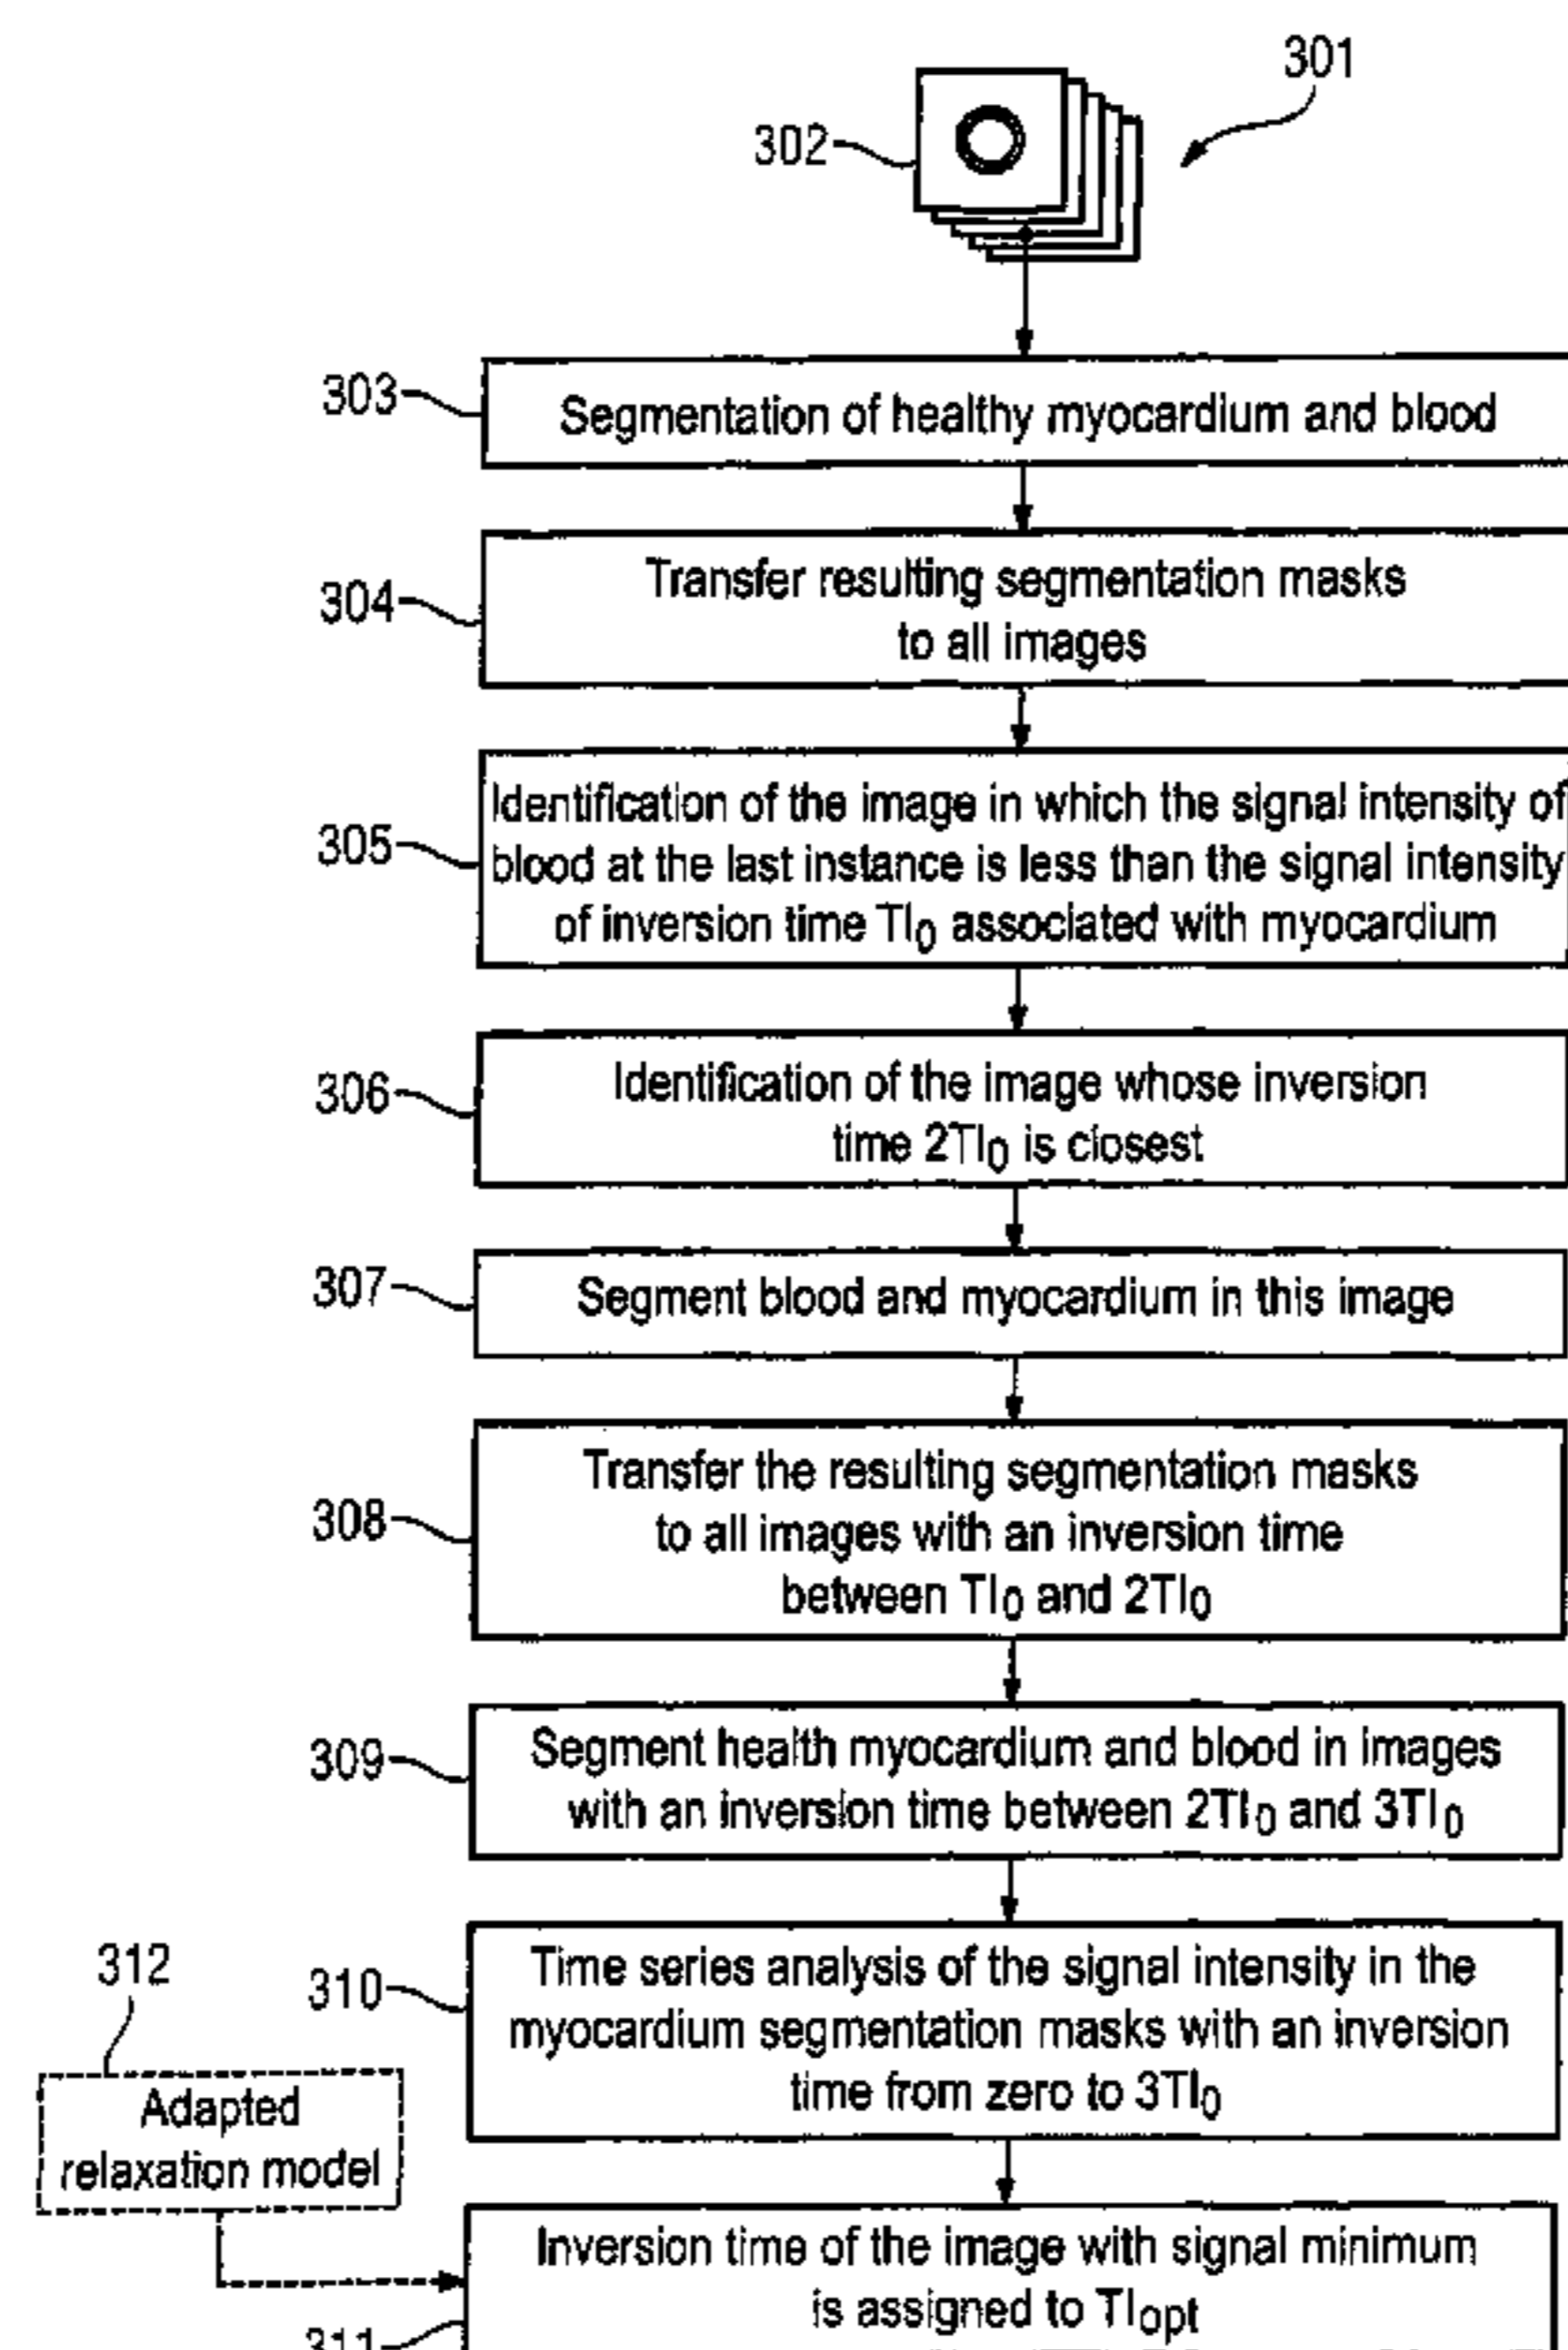 301
302
303
Segmentation of healthy myocardium and blood
304
Transfer resulting segmentation masks
to all images
305
Identification of the image in which the signal intensity of
blood at the last instance is less than the signal intensity
of inversion time TI0 associated with myocardium
306
Identification of the image whose inversion
time 2TI0 is closest
307
Segment blood and myocardium in this image
308
Transfer the resulting segmentation masks
to all images with an inversion time
between TI0 and 2TI0
309
Segment health myocardium and blood in images
with an inversion time between 2TI0 and 3TI0
310
Time series analysis of the signal intensity in the
myocardium segmentation masks with an inversion
time from zero to 3TI0
312
Adapted
relaxation model
Inversion time of the image with signal minimum
is assigned to TIopt
311